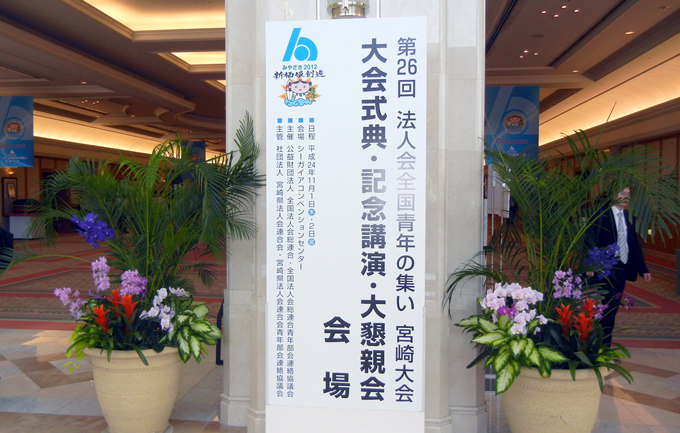 みやざき2012
新価値創造
第26回 法人会全国青年の集い 宮崎大会
大会式典・記念講演・大懇親会
会場
■日程 平成24年11月1日木・2日金
■会場 シーガイアコンベンションセンター
■主催 公益財団法人 全国法人会総連合・全国法人会総連合青年部会連絡協議会
■主管 社団法人 宮崎県法人会連合会・宮崎県法人会連合会青年部会連絡協議会